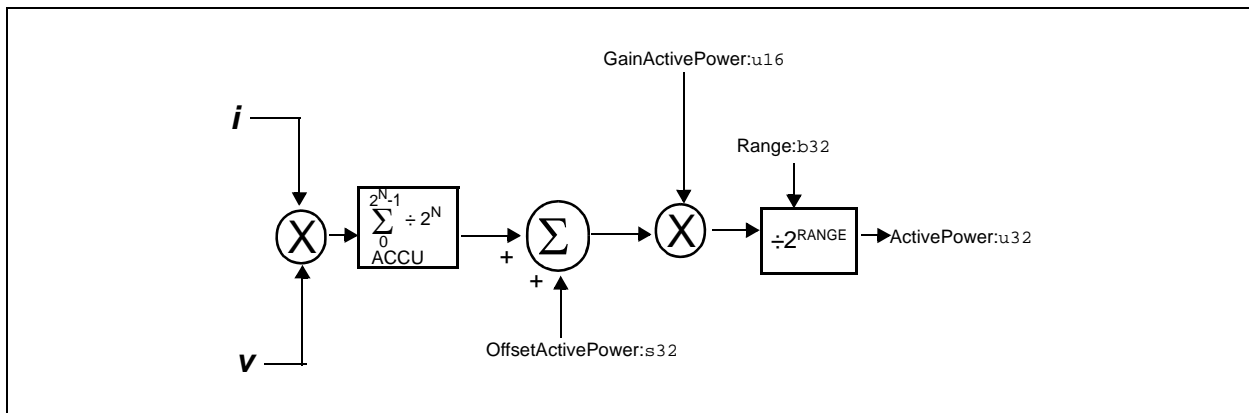 GainActivePower:u16
i
Range:b32
2^N-1
∑ ÷ 2^N
0
ACCU
X
+
Σ
+
X
÷2^RANGE
ActivePower:u32
OffsetActivePower:s32
v